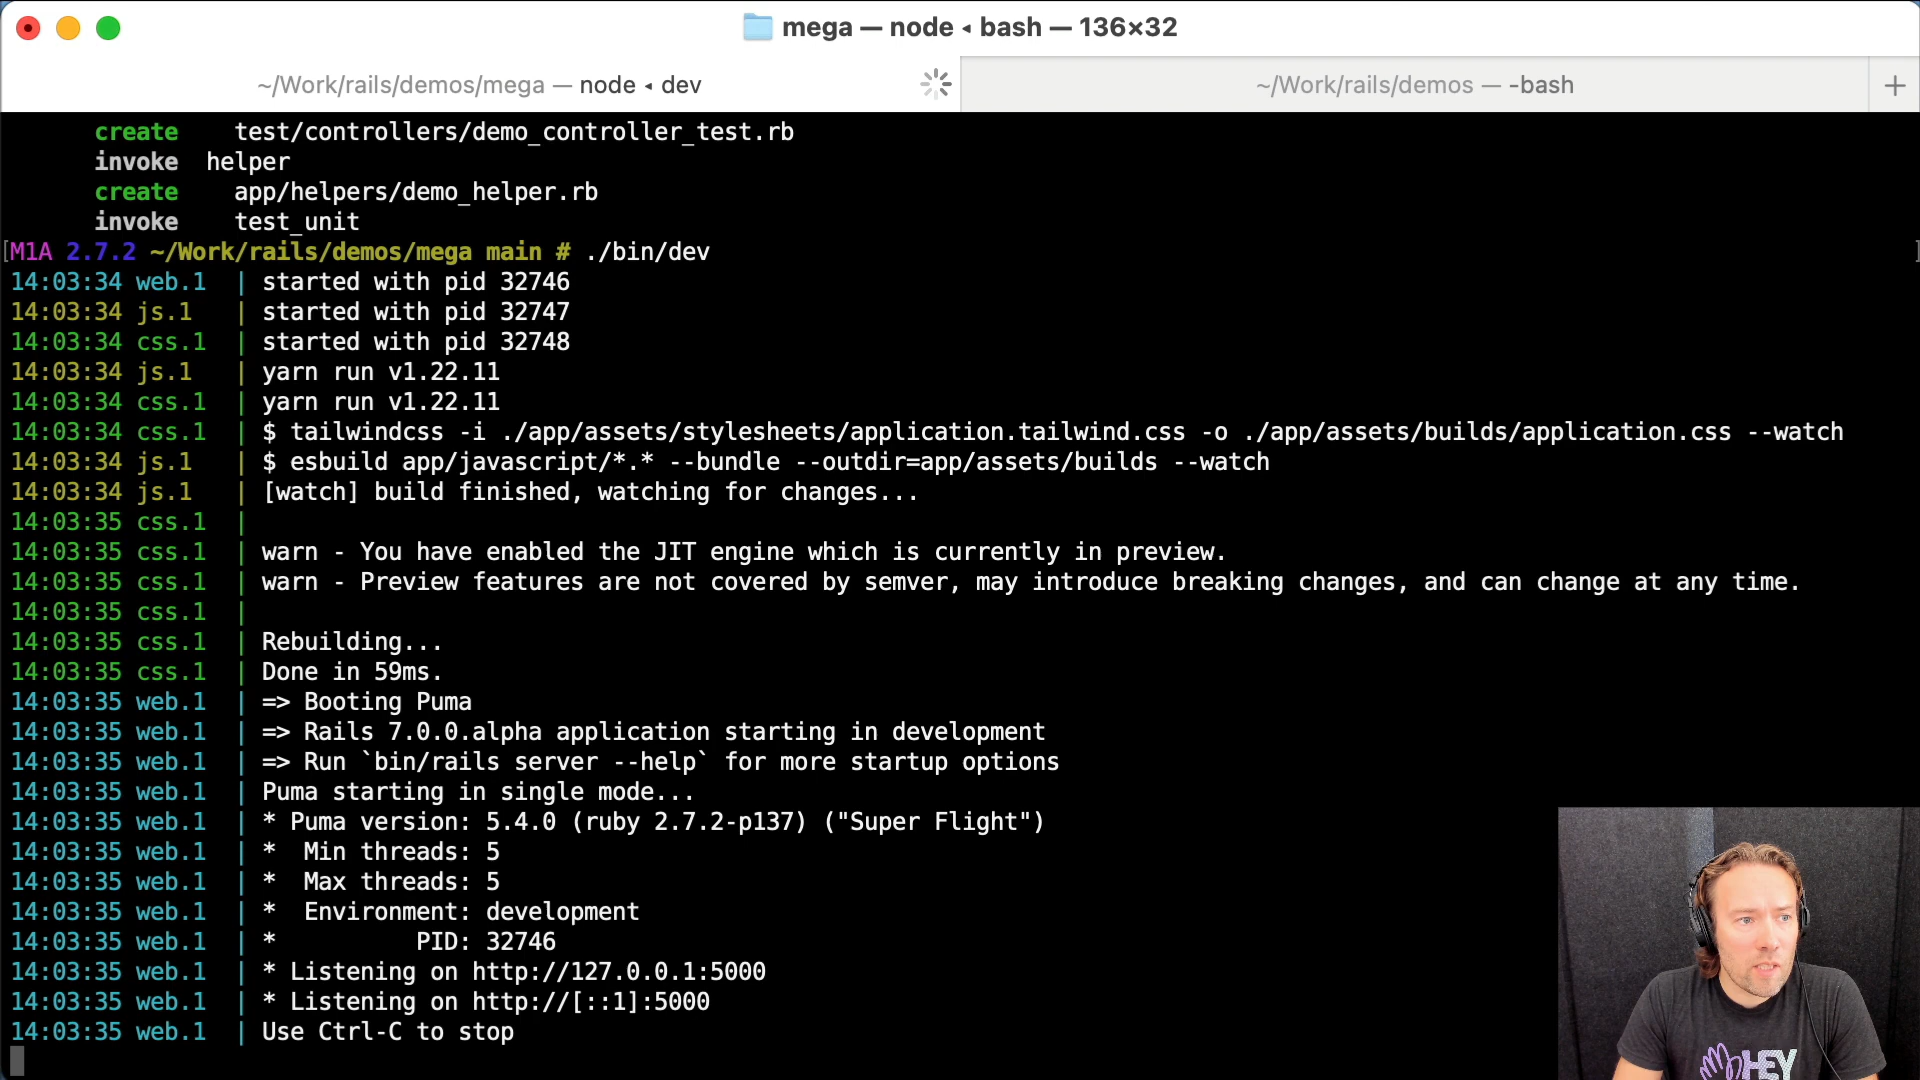 mega — node ◂ bash — 136×32
~/Work/rails/demos/mega — node ◂ dev
~/Work/rails/demos — -bash
create    test/controllers/demo_controller_test.rb
invoke  helper
create    app/helpers/demo_helper.rb
invoke    test_unit
[M1A 2.7.2 ~/Work/rails/demos/mega main # ./bin/dev ]
14:03:34 web.1  | started with pid 32746
14:03:34 js.1   | started with pid 32747
14:03:34 css.1  | started with pid 32748
14:03:34 js.1   | yarn run v1.22.11
14:03:34 css.1  | yarn run v1.22.11
14:03:34 css.1  | $ tailwindcss -i ./app/assets/stylesheets/application.tailwind.css -o ./app/assets/builds/application.css --watch
14:03:34 js.1   | $ esbuild app/javascript/*.* --bundle --outdir=app/assets/builds --watch
14:03:34 js.1   | [watch] build finished, watching for changes...
14:03:35 css.1  |
14:03:35 css.1  | warn - You have enabled the JIT engine which is currently in preview.
14:03:35 css.1  | warn - Preview features are not covered by semver, may introduce breaking changes, and can change at any time.
14:03:35 css.1  |
14:03:35 css.1  | Rebuilding...
14:03:35 css.1  | Done in 59ms.
14:03:35 web.1  | => Booting Puma
14:03:35 web.1  | => Rails 7.0.0.alpha application starting in development
14:03:35 web.1  | => Run `bin/rails server --help` for more startup options
14:03:35 web.1  | Puma starting in single mode...
14:03:35 web.1  | * Puma version: 5.4.0 (ruby 2.7.2-p137) ("Super Flight")
14:03:35 web.1  | *  Min threads: 5
14:03:35 web.1  | *  Max threads: 5
14:03:35 web.1  | *  Environment: development
14:03:35 web.1  | *          PID: 32746
14:03:35 web.1  | * Listening on http://127.0.0.1:5000
14:03:35 web.1  | * Listening on http://[::1]:5000
14:03:35 web.1  | Use Ctrl-C to stop
HEY